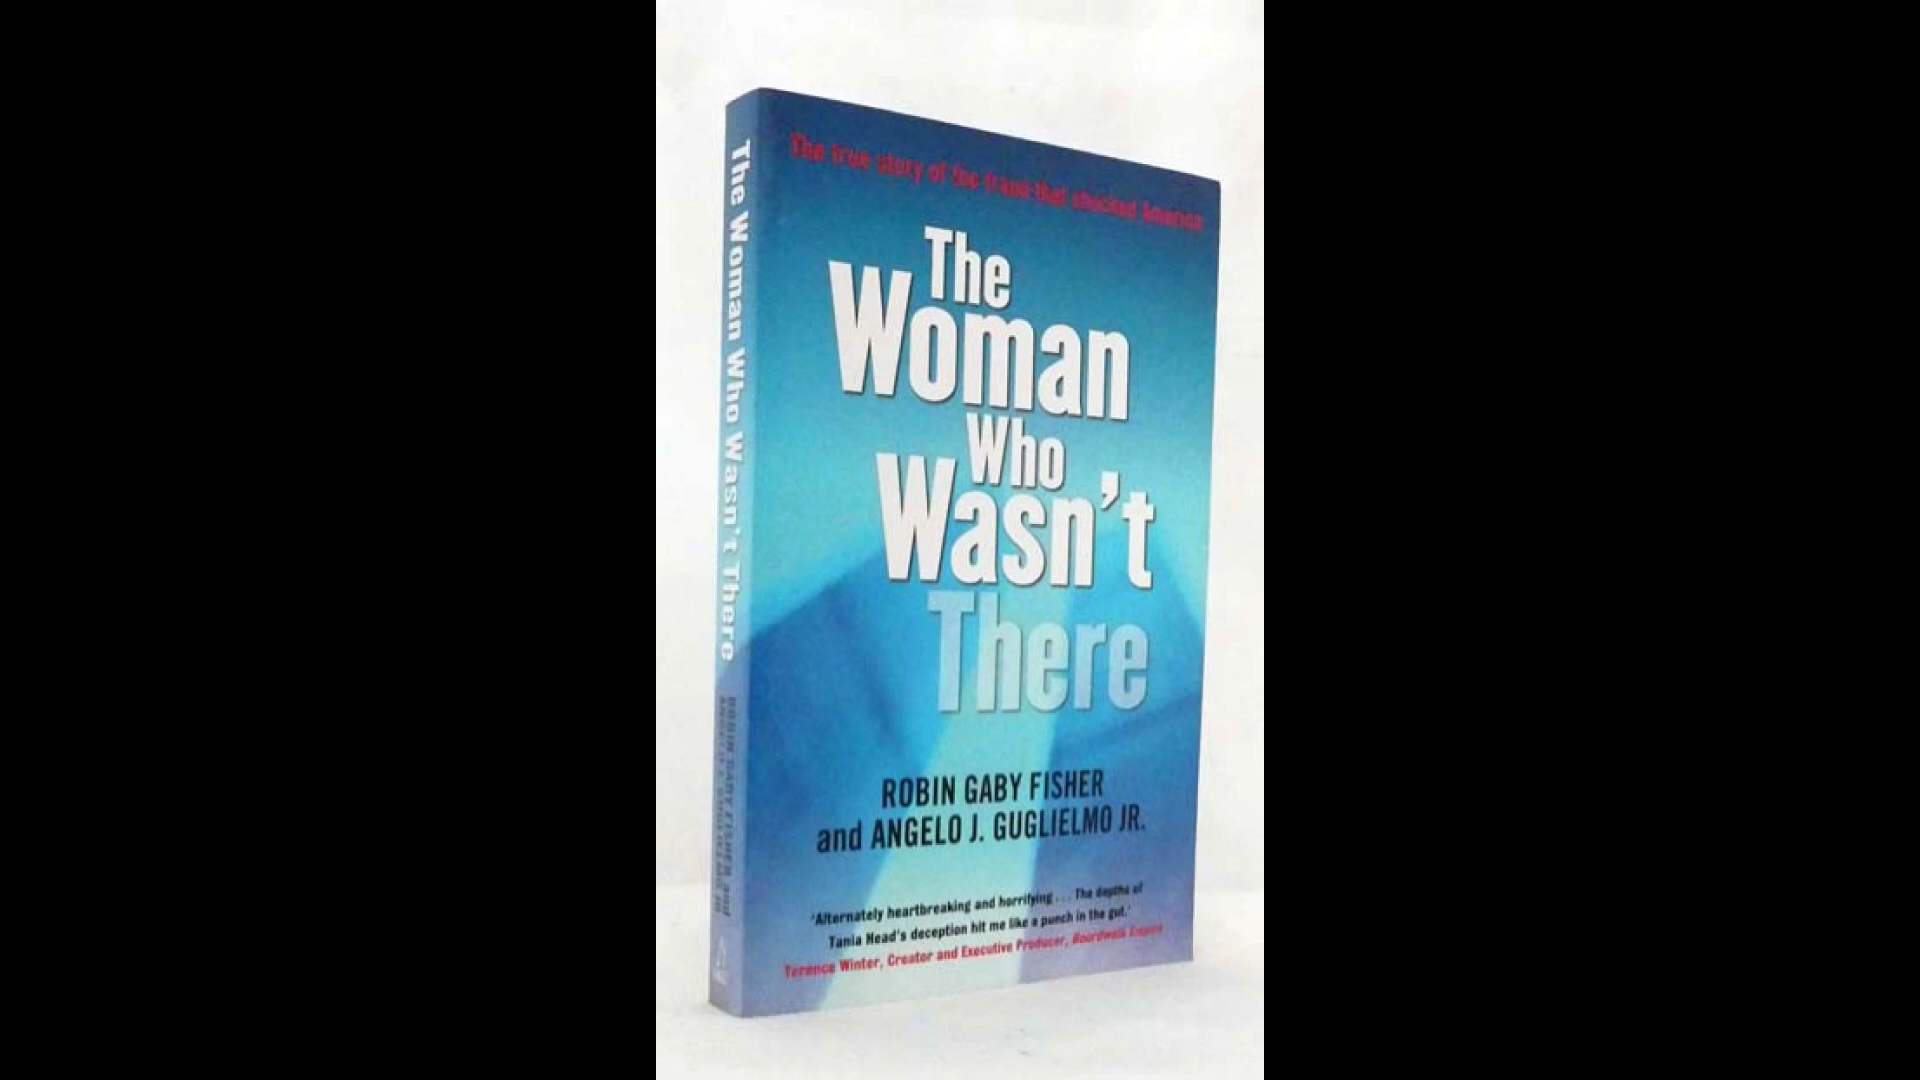 The Woman Who Wasn't There
ROBIN GABY FISHER and
ANGELO J. GUGLIELMO JR.
The true story of the fraud that shocked America
The
Woman
Who
Wasn't
There
ROBIN GABY FISHER
and ANGELO J. GUGLIELMO JR.
'Alternately heartbreaking and horrifying . . . The depths of
Tania Head's deception hit me like a punch in the gut.'
Terence Winter, Creator and Executive Producer, Boardwalk Empire